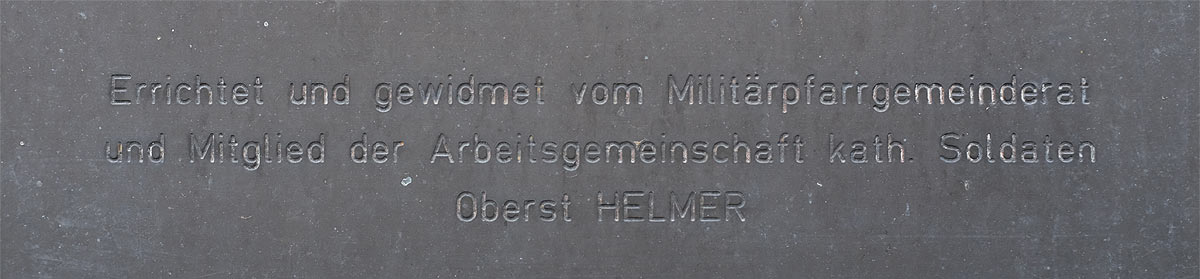 Errichtet und gewidmet vom Militärpfarrgemeinderat
und Mitglied der Arbeitsgemeinschaft kath. Soldaten
Oberst HELMER